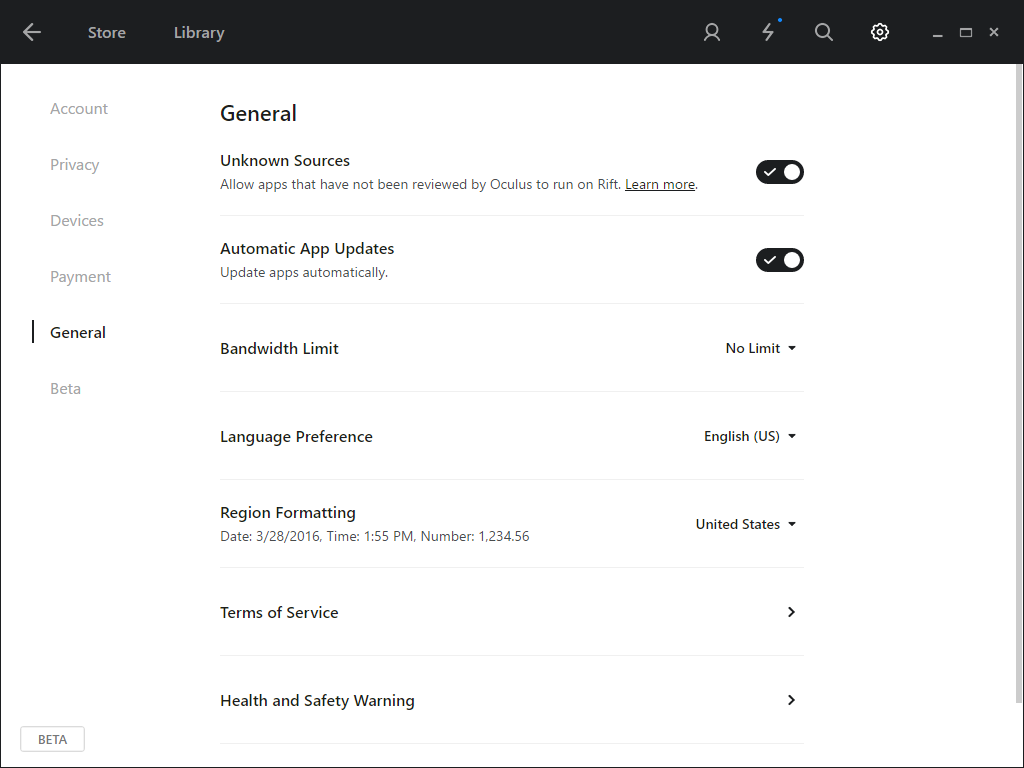 Store
Library
Account
Privacy
Devices
Payment
General
Beta
BETA
General
Unknown Sources
Allow apps that have not been reviewed by Oculus to run on Rift. Learn more.
Automatic App Updates
Update apps automatically.
Bandwidth Limit
No Limit
Language Preference
English (US)
Region Formatting
Date: 3/28/2016, Time: 1:55 PM, Number: 1,234.56
United States
Terms of Service
Health and Safety Warning